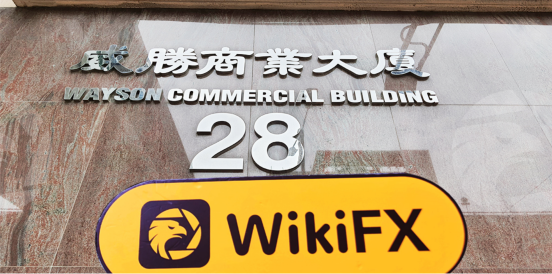 威勝商業大廈
WAYSON COMMERCIAL BUILDING
28
WikiFX